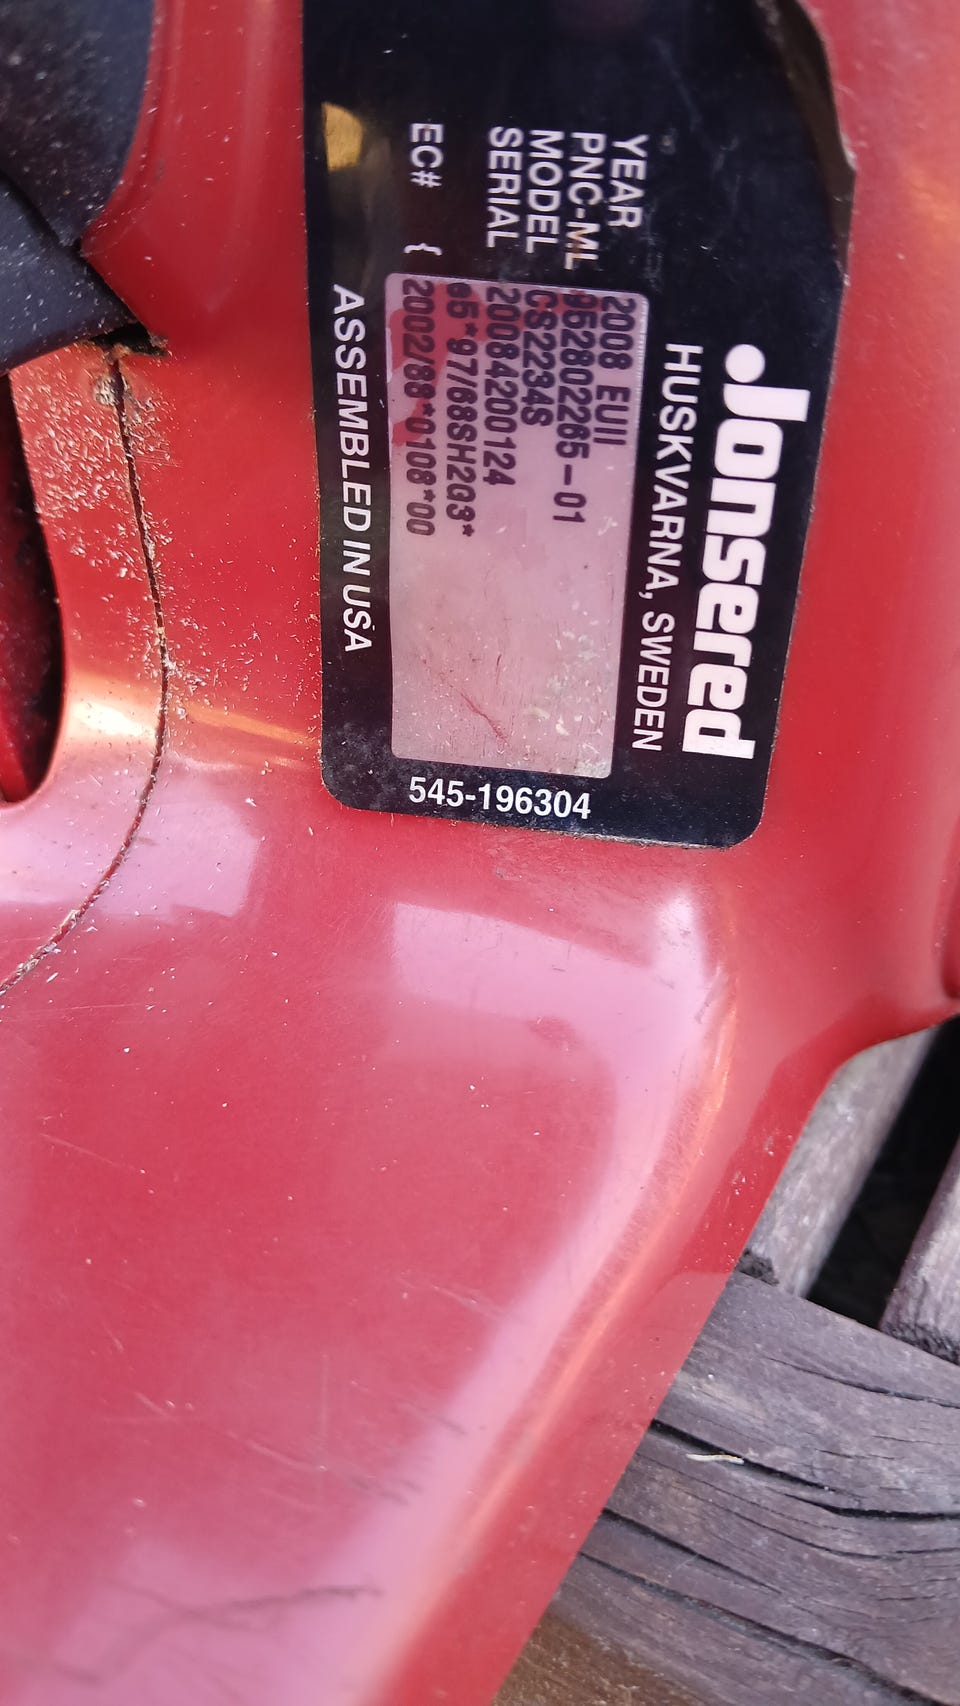 Jonsered
HUSKVARNA, SWEDEN
YEAR 2008 EUII
PNC-ML 952802265-01
MODEL CS2234S
SERIAL 20084200124
EC# { e5*97/68SH2G3*
2002/88*0108*00
ASSEMBLED IN USA
545-196304